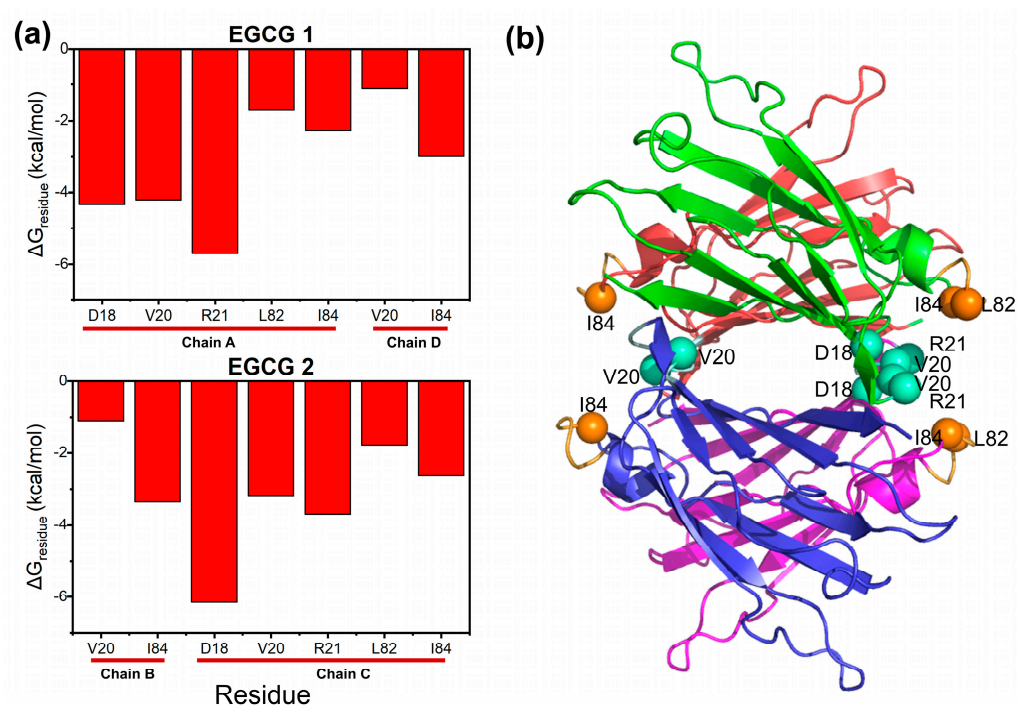 (a)
EGCG 1
0
-2
-4
-6
ΔGresidue (kcal/mol)
D18 V20 R21 L82 I84 V20 I84
Chain A Chain D
EGCG 2
0
-2
-4
-6
ΔGresidue (kcal/mol)
V20 I84 D18 V20 R21 L82 I84
Chain B Chain C
Residue
(b)
I84
I84 L82
V20
V20
D18 R21
V20
V20
D18 R21
I84
I84 L82